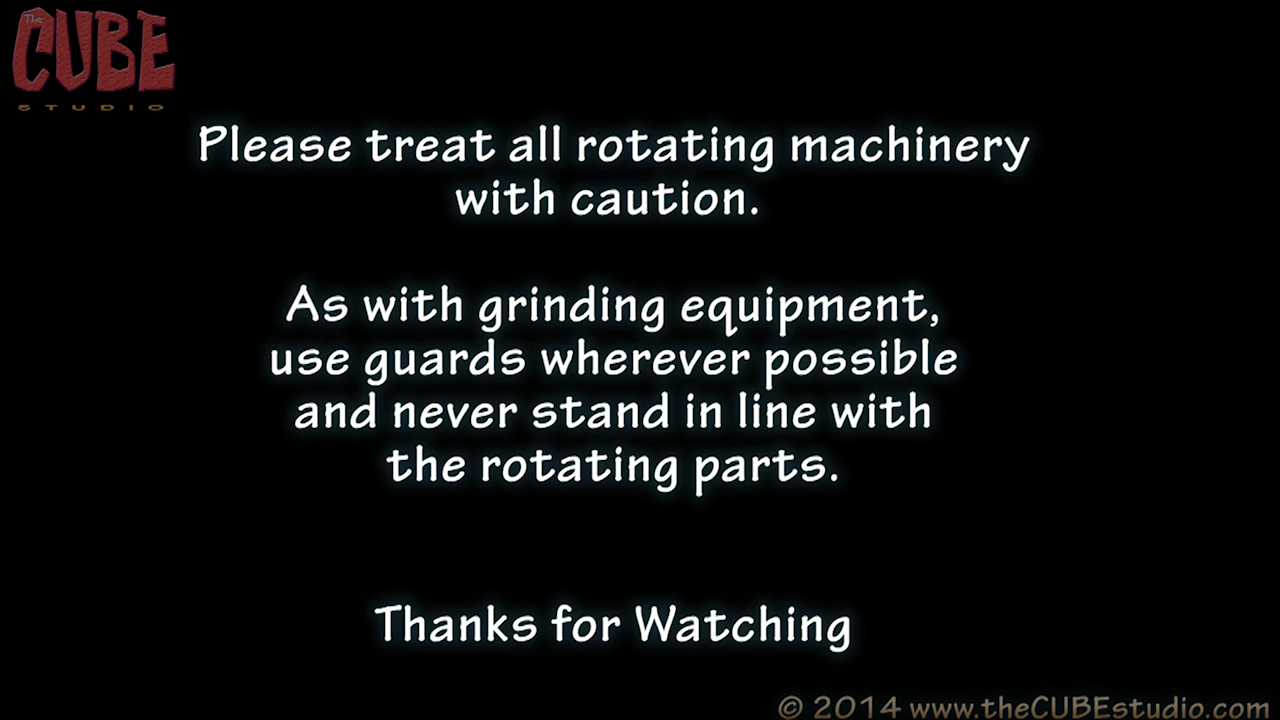 The
CUBE
STUDIO
Please treat all rotating machinery
with caution.
As with grinding equipment,
use guards wherever possible
and never stand in line with
the rotating parts.
Thanks for Watching
© 2014 www.theCUBEstudio.com